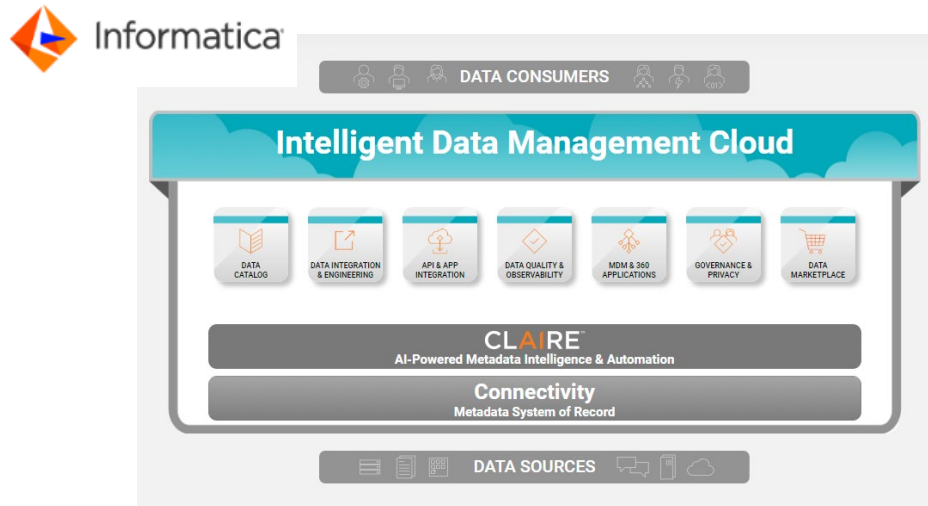 Informatica
DATA CONSUMERS
Intelligent Data Management Cloud
DATA
CATALOG
DATA INTEGRATION
& ENGINEERING
API & APP
INTEGRATION
DATA QUALITY &
OBSERVABILITY
MDM & 360
APPLICATIONS
GOVERNANCE &
PRIVACY
DATA
MARKETPLACE
CLAIRE™
AI-Powered Metadata Intelligence & Automation
Connectivity
Metadata System of Record
DATA SOURCES